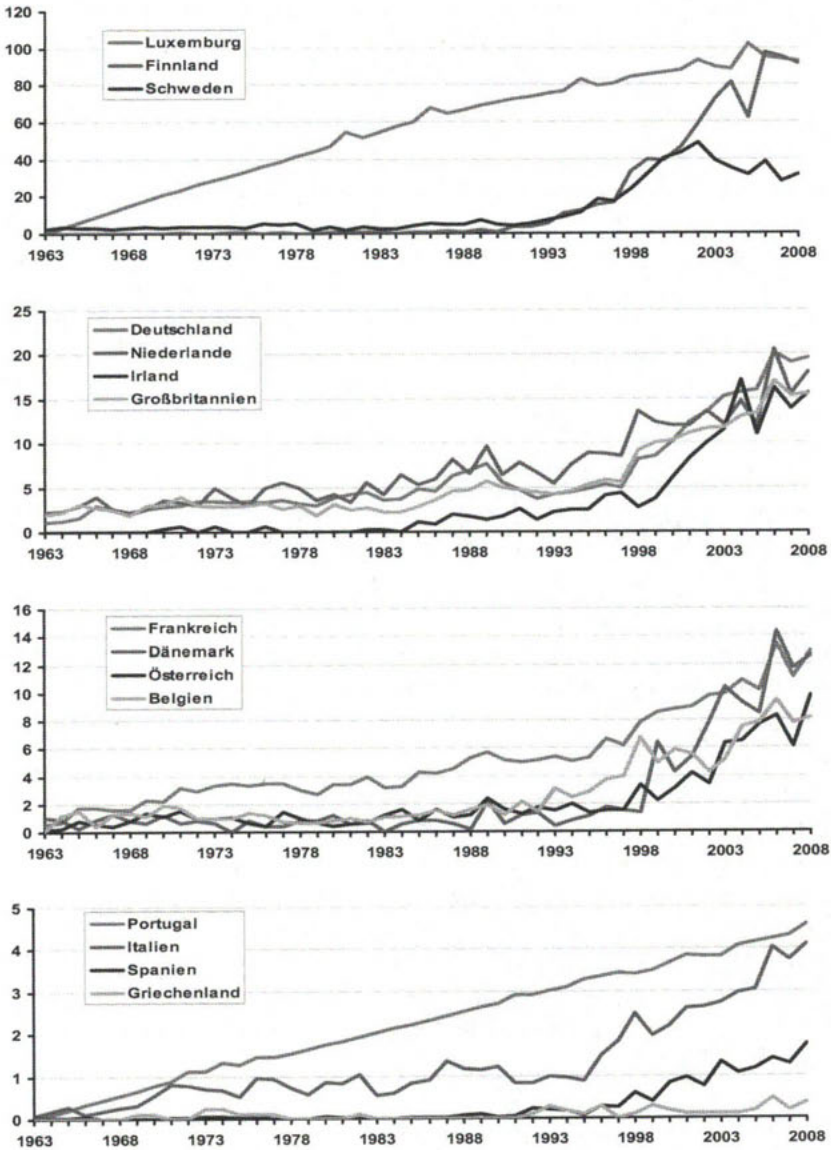 120
100
80
60
40
20
0
Luxemburg
Finnland
Schweden
1963 1968 1973 1978 1983 1988 1993 1998 2003 2008
25
20
15
10
5
0
Deutschland
Niederlande
Irland
Großbritannien
1963 1968 1973 1978 1983 1988 1993 1998 2003 2008
16
14
12
10
8
6
4
2
0
Frankreich
Dänemark
Österreich
Belgien
1963 1968 1973 1978 1983 1988 1993 1998 2003 2008
5
4
3
2
1
0
Portugal
Italien
Spanien
Griechenland
1963 1968 1973 1978 1983 1988 1993 1998 2003 2008